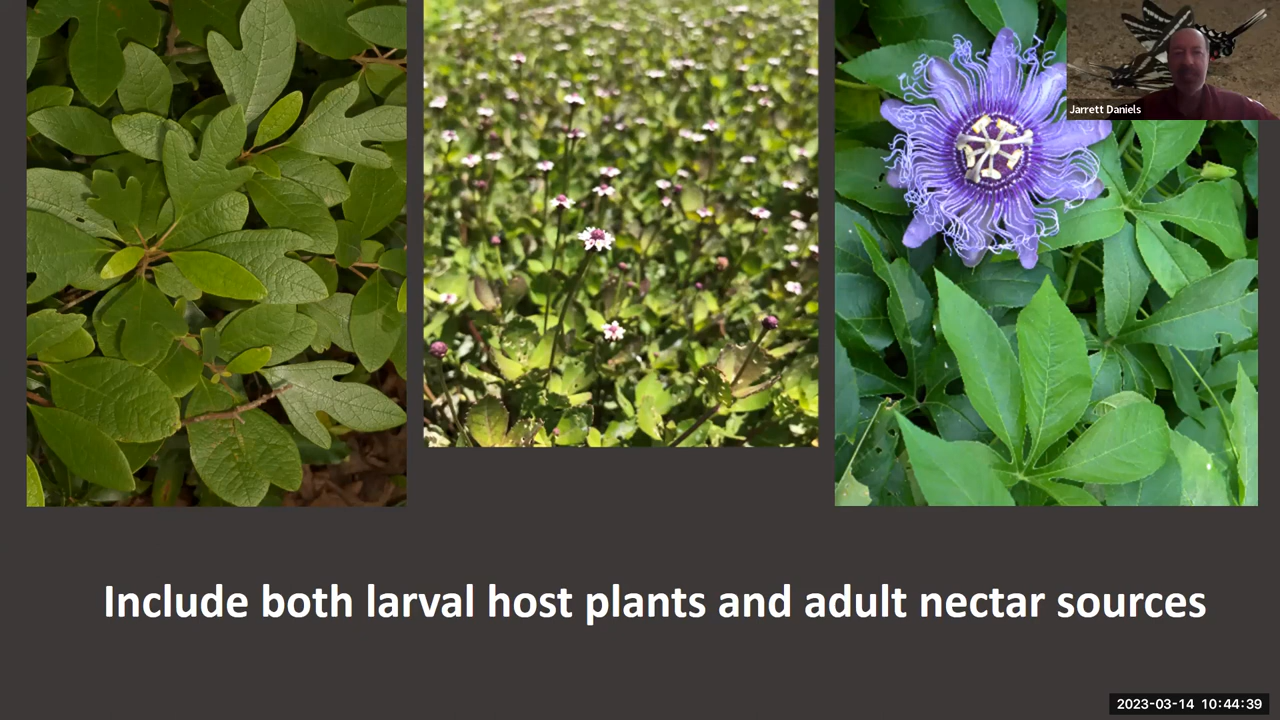 Jarrett Daniels
Include both larval host plants and adult nectar sources
2023-03-14 10:44:39